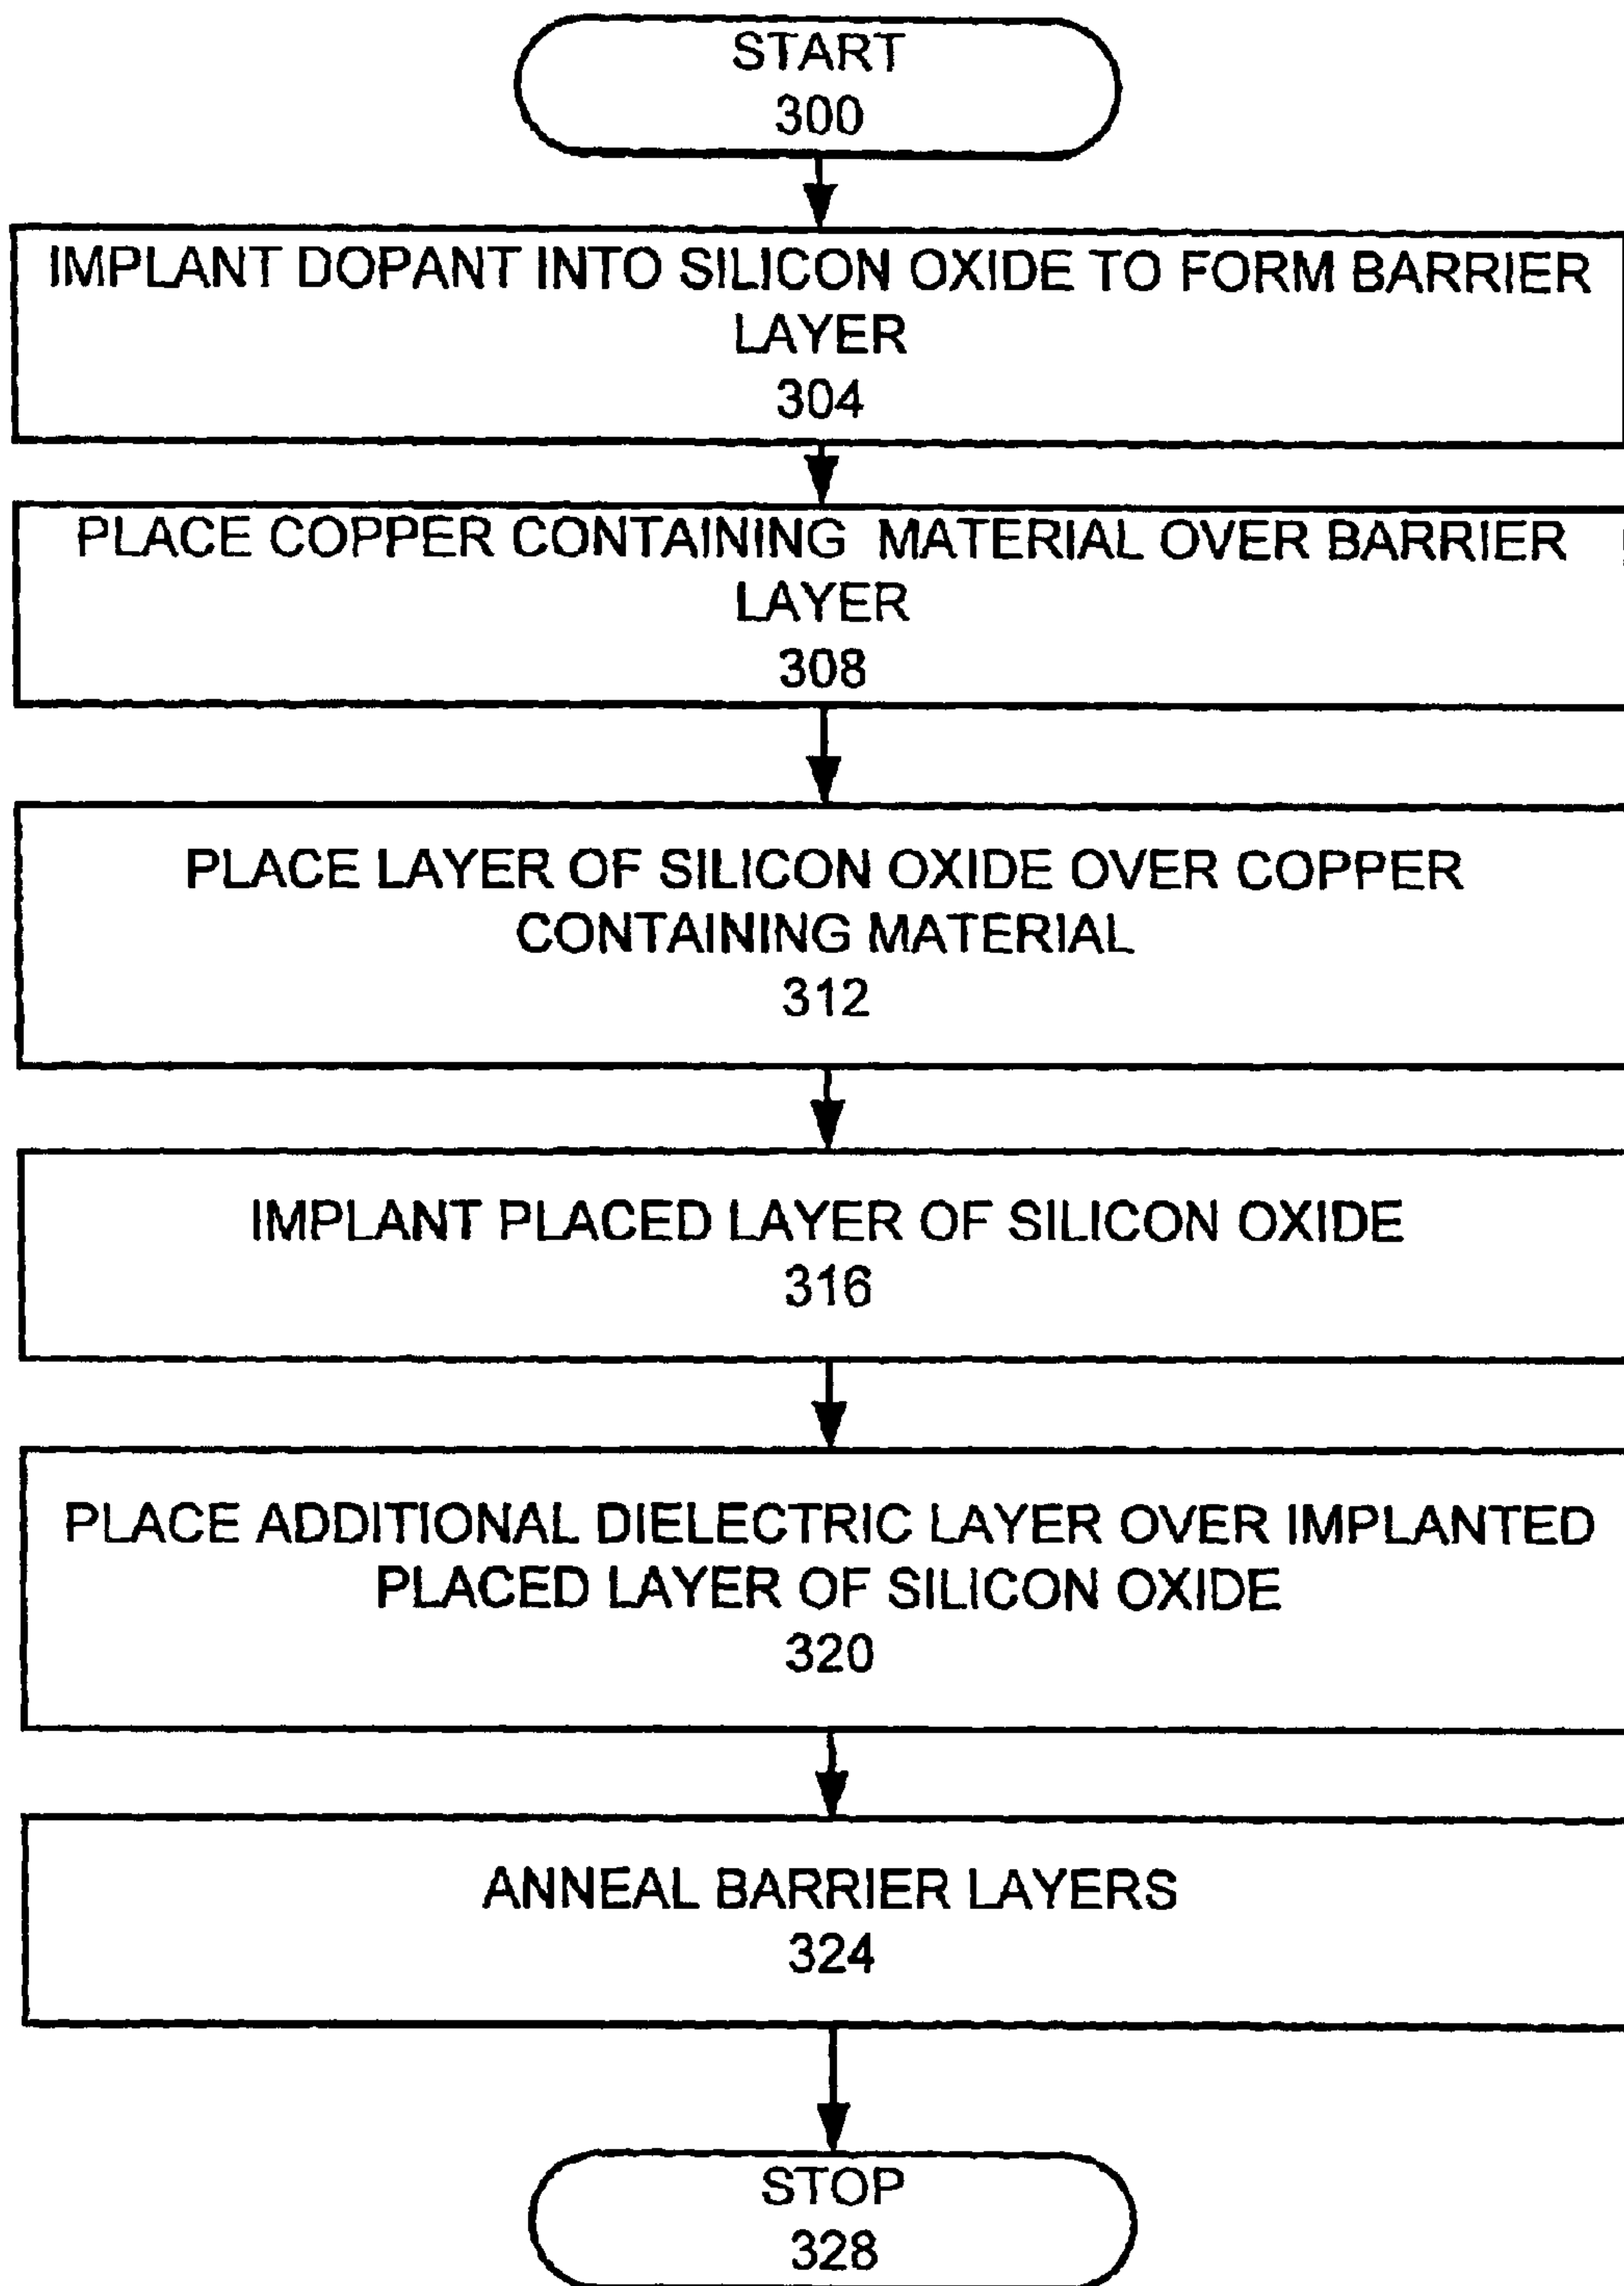 START
300
IMPLANT DOPANT INTO SILICON OXIDE TO FORM BARRIER
LAYER
304
PLACE COPPER CONTAINING MATERIAL OVER BARRIER
LAYER
308
PLACE LAYER OF SILICON OXIDE OVER COPPER
CONTAINING MATERIAL
312
IMPLANT PLACED LAYER OF SILICON OXIDE
316
PLACE ADDITIONAL DIELECTRIC LAYER OVER IMPLANTED
PLACED LAYER OF SILICON OXIDE
320
ANNEAL BARRIER LAYERS
324
STOP
328